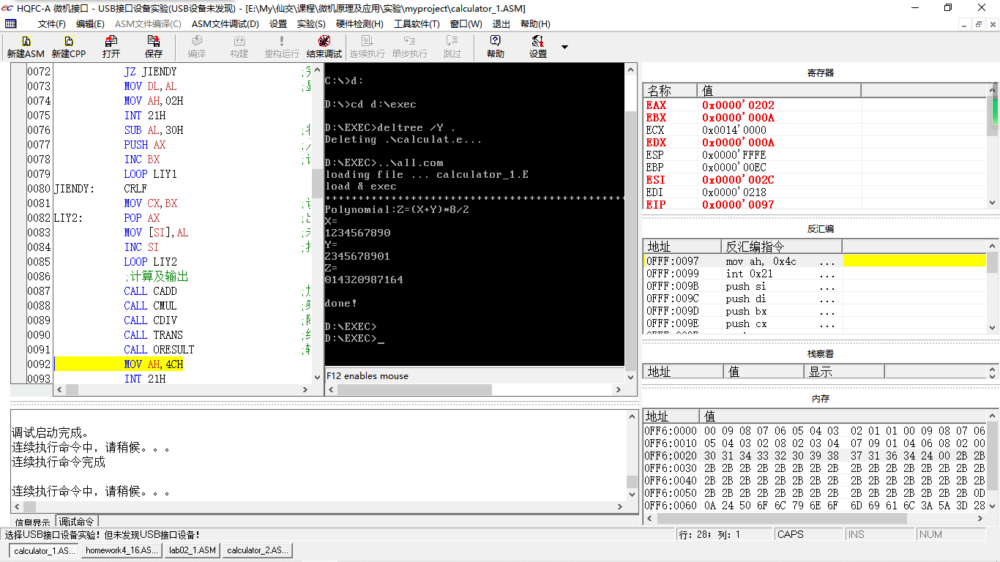 HQFC-A 微机接口 - USB接口设备实验(USB设备未发现) - [E:\My\仙交\课程\微机原理及应用\实验\myproject\calculator_1.ASM]
文件(F) 编辑(E) ASM文件编译(C) ASM文件调试(D) 设置 实验(S) 硬件检测(H) 工具软件(T) 窗口(W) 退出 帮助(H)
新建ASM 新建CPP 打开 保存 编译 构建 重构运行 结束调试 连续执行 单步执行 跳过 帮助 设置
0072 JZ JIENDY
0073 MOV DL,AL
0074 MOV AH,02H
0075 INT 21H
0076 SUB AL,30H
0077 PUSH AX
0078 INC BX
0079 LOOP LIY1
0080 JIENDY: CRLF
0081 MOV CX,BX
0082 LIY2: POP AX
0083 MOV [SI],AL
0084 INC SI
0085 LOOP LIY2
0086 ;计算及输出
0087 CALL CADD
0088 CALL CMUL
0089 CALL CDIV
0090 CALL TRANS
0091 CALL ORESULT
0092 MOV AH,4CH
0093 INT 21H
C:\>d:
D:\>cd d:\exec
D:\EXEC>deltree /Y .
Deleting .\calculat.e...
D:\EXEC>..\all.com
loading file ... calculator_1.E
load & exec
+++++++++++++++++++++++++++++++++++++++++++++
Polynomial:Z=(X+Y)*8/2
X=
1234567890
Y=
2345678901
Z=
014320987164
done!
D:\EXEC>
D:\EXEC>_
F12 enables mouse
寄存器
名称 值
EAX 0x0000'0202
EBX 0x0000'000A
ECX 0x0014'0000
EDX 0x0000'000A
ESP 0x0000'FFFE
EBP 0x0000'00EC
ESI 0x0000'002C
EDI 0x0000'0218
EIP 0x0000'0097
反汇编
地址 反汇编指令
0FFF:0097 mov ah, 0x4c ...
0FFF:0099 int 0x21 ...
0FFF:009B push si ...
0FFF:009C push di ...
0FFF:009D push bx ...
0FFF:009E push cx ...
栈察看
地址 值 显示
内存
地址 值
0FF6:0000 00 09 08 07 06 05 04 03 02 01 01 00 09 08 07 06
0FF6:0010 05 04 03 02 08 02 03 04 07 09 01 04 06 08 02 00
0FF6:0020 30 31 34 33 32 30 39 38 37 31 36 34 24 00 2B 2B
0FF6:0030 2B 2B 2B 2B 2B 2B 2B 2B 2B 2B 2B 2B 2B 2B 2B 2B
0FF6:0040 2B 2B 2B 2B 2B 2B 2B 2B 2B 2B 2B 2B 2B 2B 2B 2B
0FF6:0050 2B 2B 2B 2B 2B 2B 2B 2B 2B 2B 2B 2B 2B 2B 2B 0D
0FF6:0060 0A 24 50 6F 6C 79 6E 6F 6D 69 61 6C 3A 5A 3D 28
调试启动完成。
连续执行命令中，请稍候。。。
连续执行命令完成
连续执行命令中，请稍候。。。
信息显示 调试命令
选择USB接口设备实验！但未发现USB接口设备！ 行: 28; 列: 1 CAPS INS NUM
calculator_1.AS... homework4_16.AS... lab02_1.ASM calculator_2.AS...